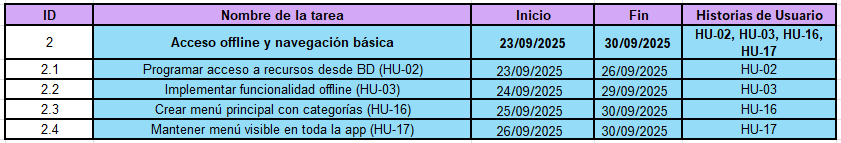 ID Nombre de la tarea Inicio Fin Historias de Usuario
2 Acceso offline y navegación básica 23/09/2025 30/09/2025 HU-02, HU-03, HU-16,
HU-17
2.1 Programar acceso a recursos desde BD (HU-02) 23/09/2025 26/09/2025 HU-02
2.2 Implementar funcionalidad offline (HU-03) 24/09/2025 29/09/2025 HU-03
2.3 Crear menú principal con categorías (HU-16) 25/09/2025 30/09/2025 HU-16
2.4 Mantener menú visible en toda la app (HU-17) 26/09/2025 30/09/2025 HU-17